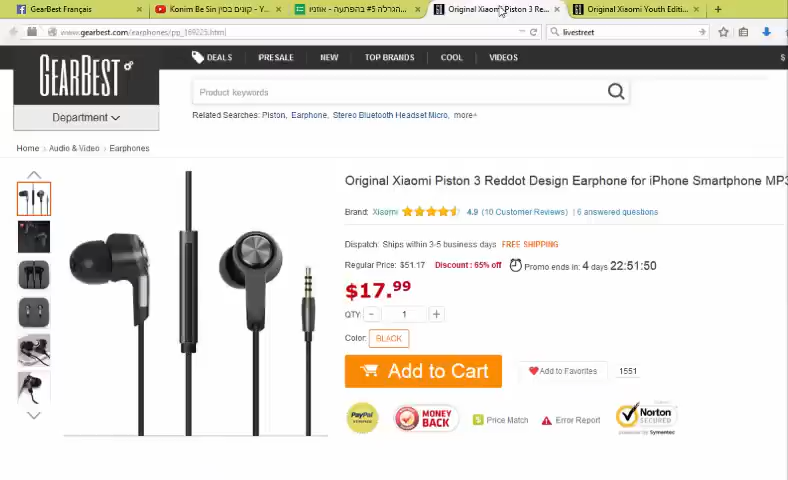 GearBest Français
Konim Be Sin קונים בסין - Y...
הגרלה #5 בהפתעה - אוזניו...
Original Xiaomi Piston 3 Re...
Original Xiaomi Youth Editi...
www.gearbest.com/earphones/pp_169225.html
livestreet
GEARBEST
DEALS
PRESALE
NEW
TOP BRANDS
COOL
VIDEOS
$
Product keywords
Department
Related Searches: Piston, Earphone, Stereo Bluetooth Headset Micro, more+
Home > Audio & Video > Earphones
Original Xiaomi Piston 3 Reddot Design Earphone for iPhone Smartphone MP3
Brand: Xiaomi 4.9 (10 Customer Reviews) | 6 answered questions
Dispatch: Ships within 3-5 business days FREE SHIPPING
Regular Price: $51.17 Discount : 65% off Promo ends in: 4 days 22:51:50
$17.99
QTY: - 1 +
Color: BLACK
Add to Cart
Add to Favorites
1551
PayPal
MONEY BACK
Price Match
Error Report
Norton
SECURED
by Symantec